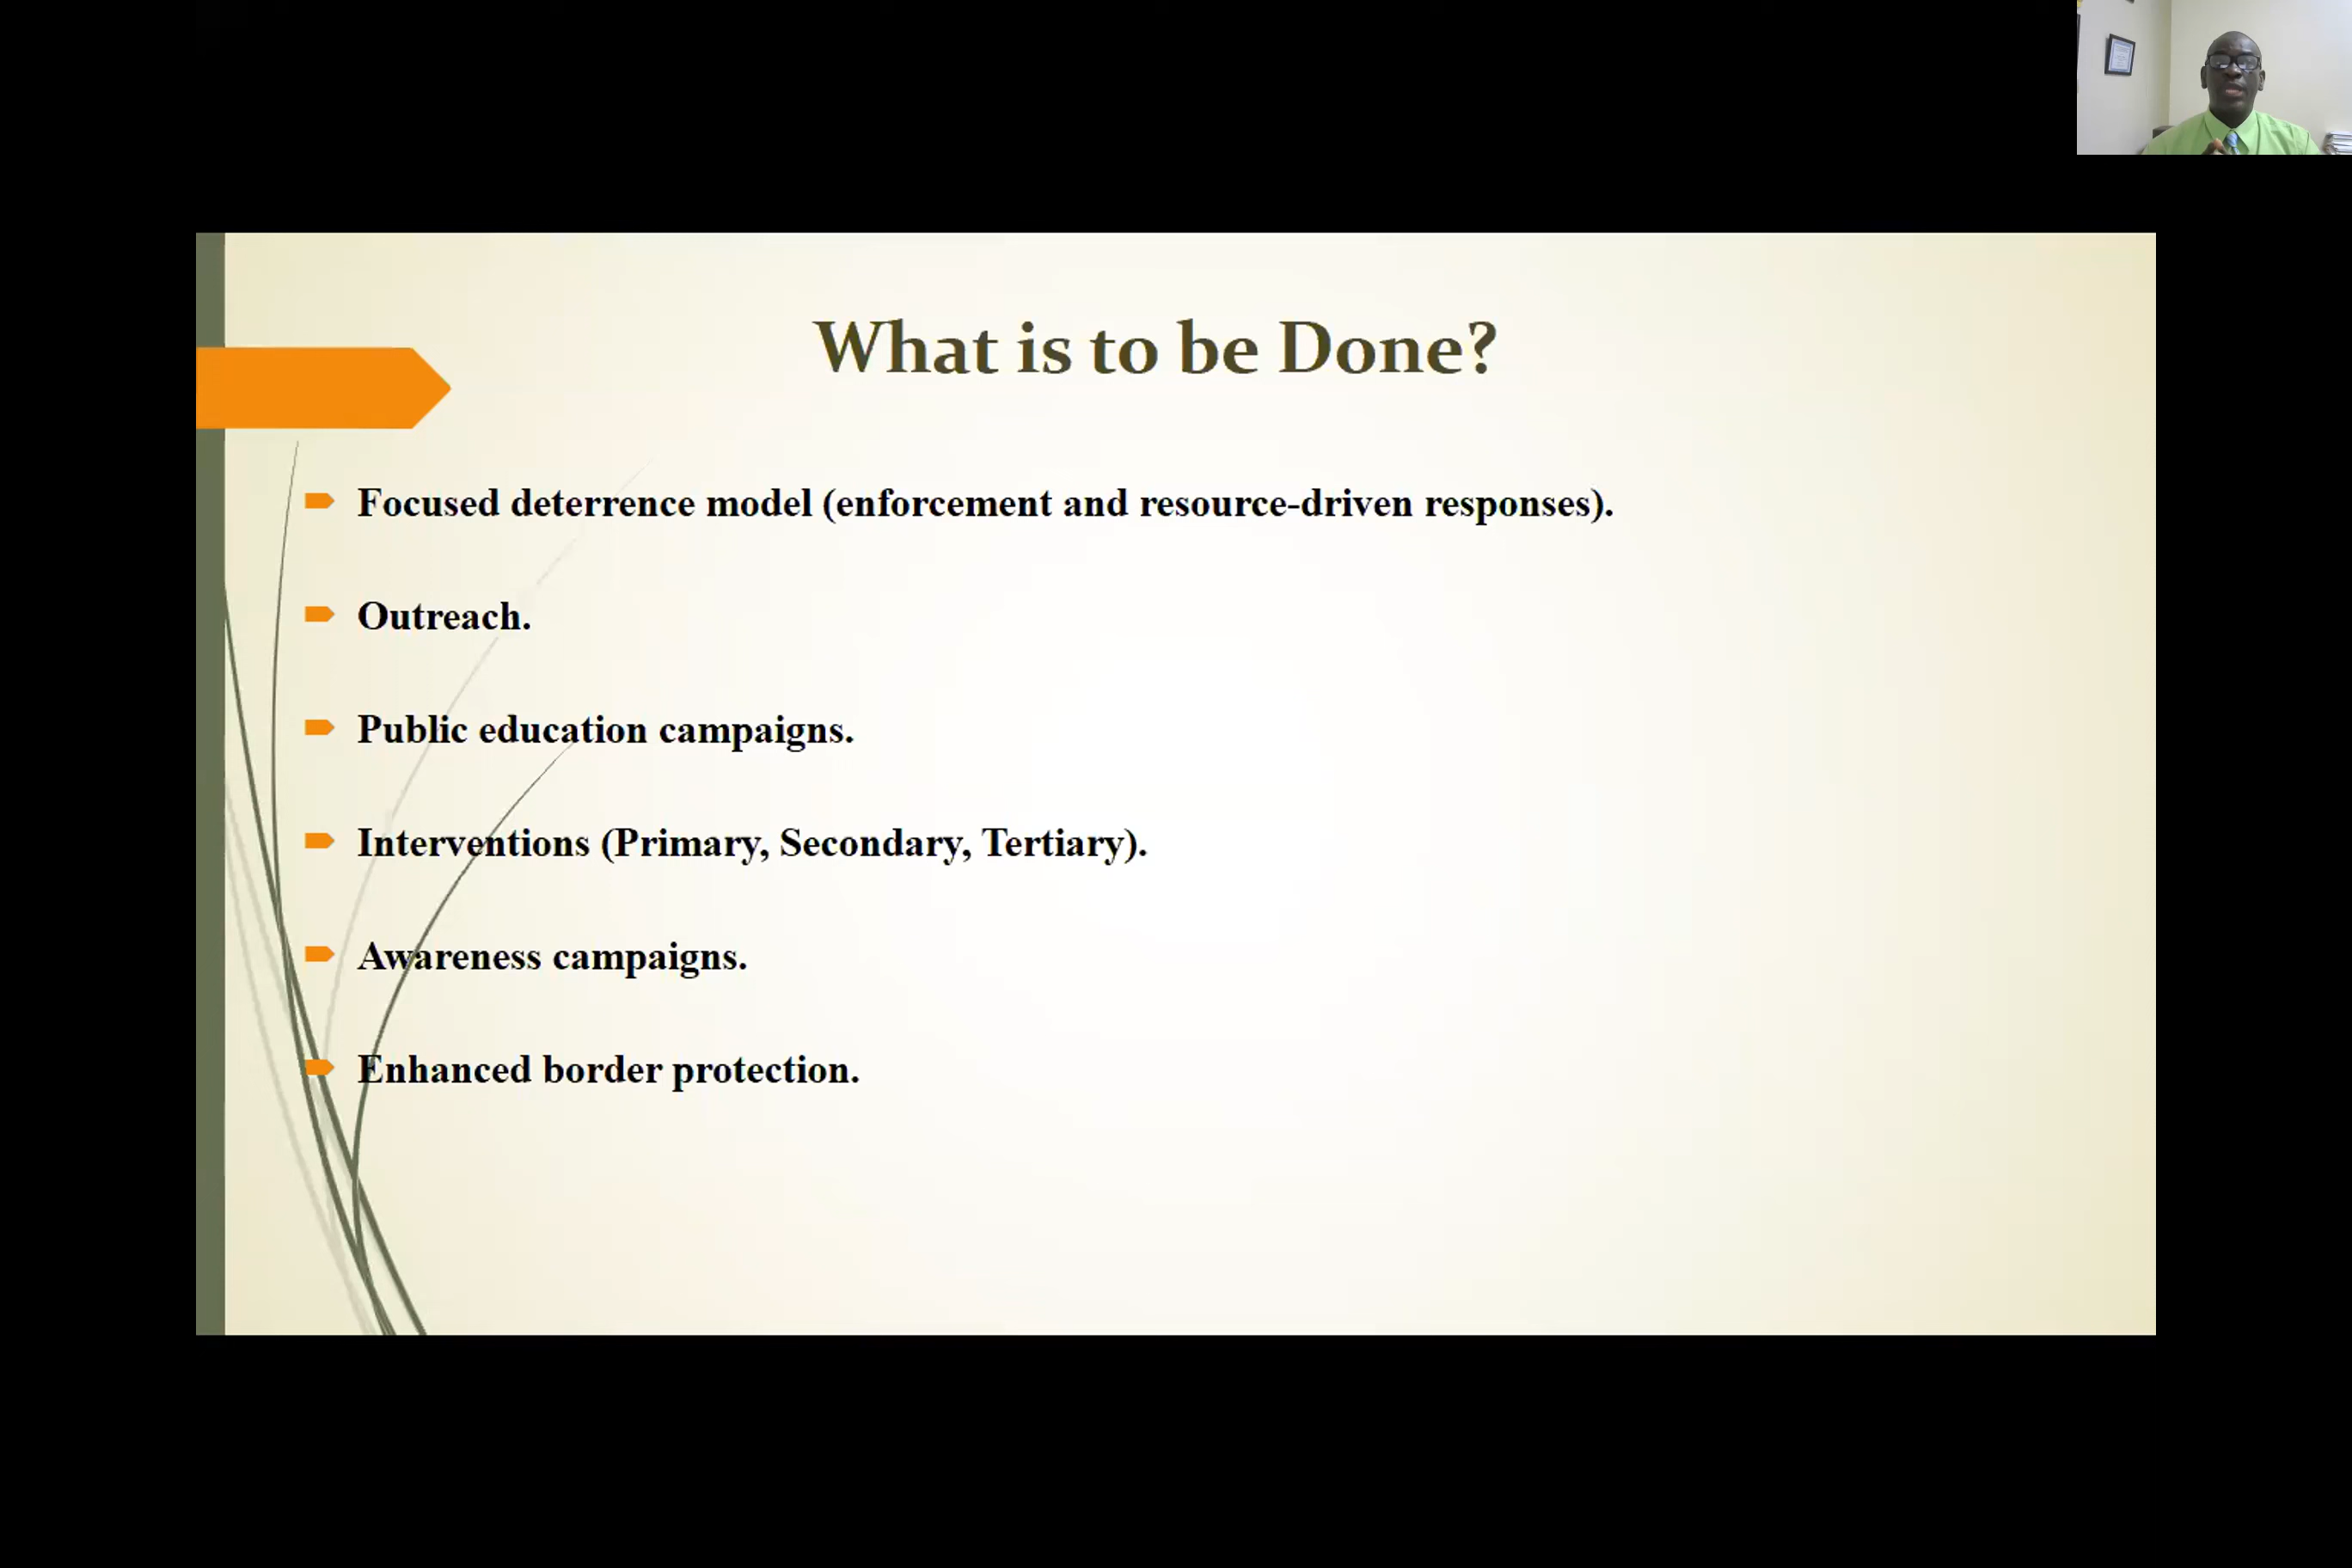 What is to be Done?
Focused deterrence model (enforcement and resource-driven responses).
Outreach.
Public education campaigns.
Interventions (Primary, Secondary, Tertiary).
Awareness campaigns.
Enhanced border protection.